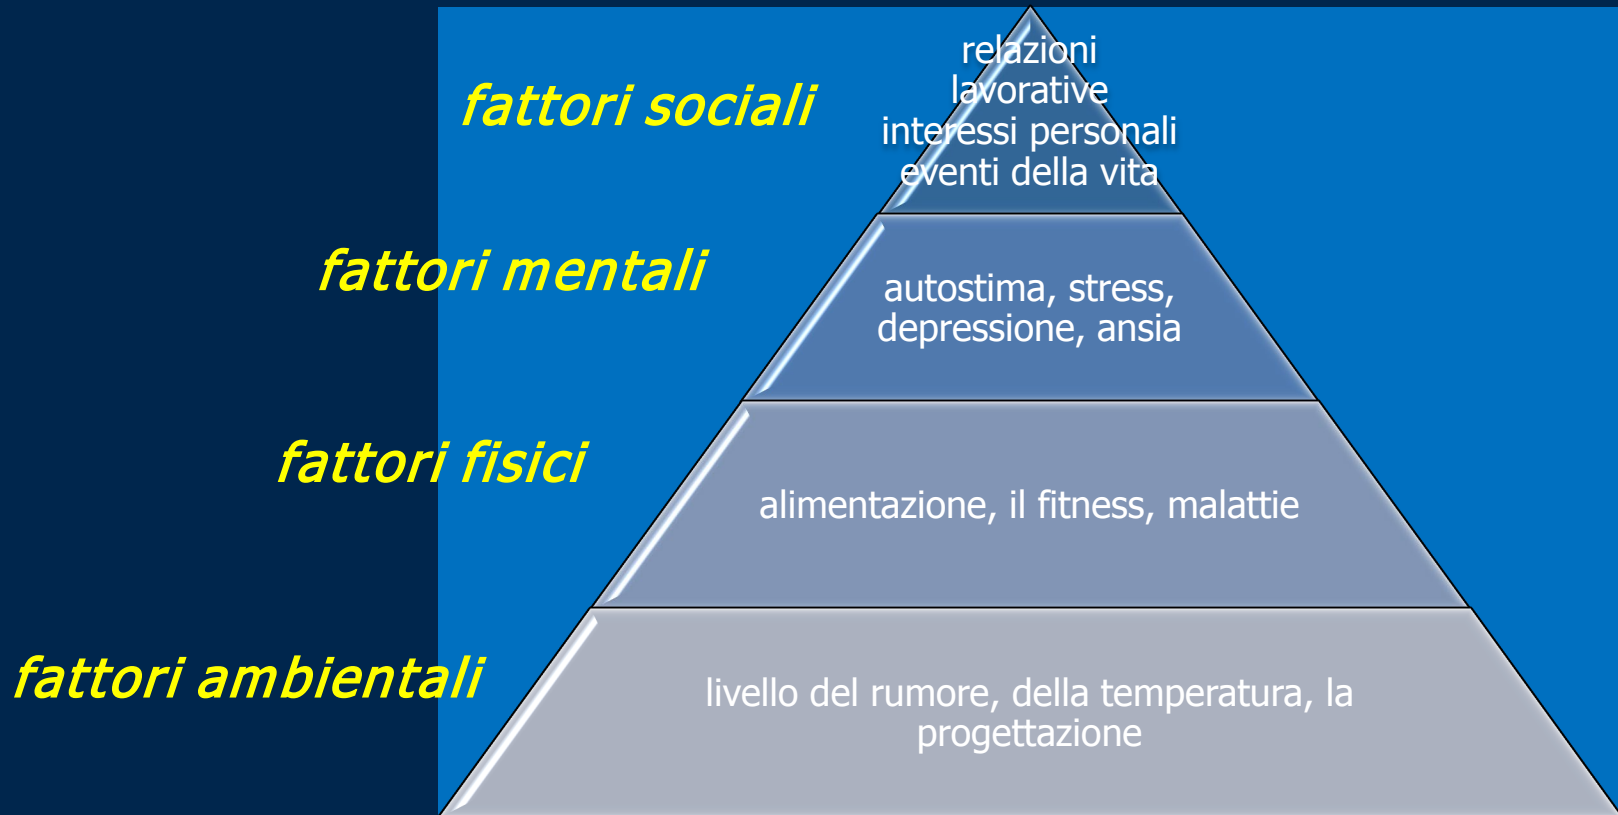 fattori sociali
relazioni
lavorative
interessi personali
eventi della vita
fattori mentali
autostima, stress,
depressione, ansia
fattori fisici
alimentazione, il fitness, malattie
fattori ambientali
livello del rumore, della temperatura, la
progettazione